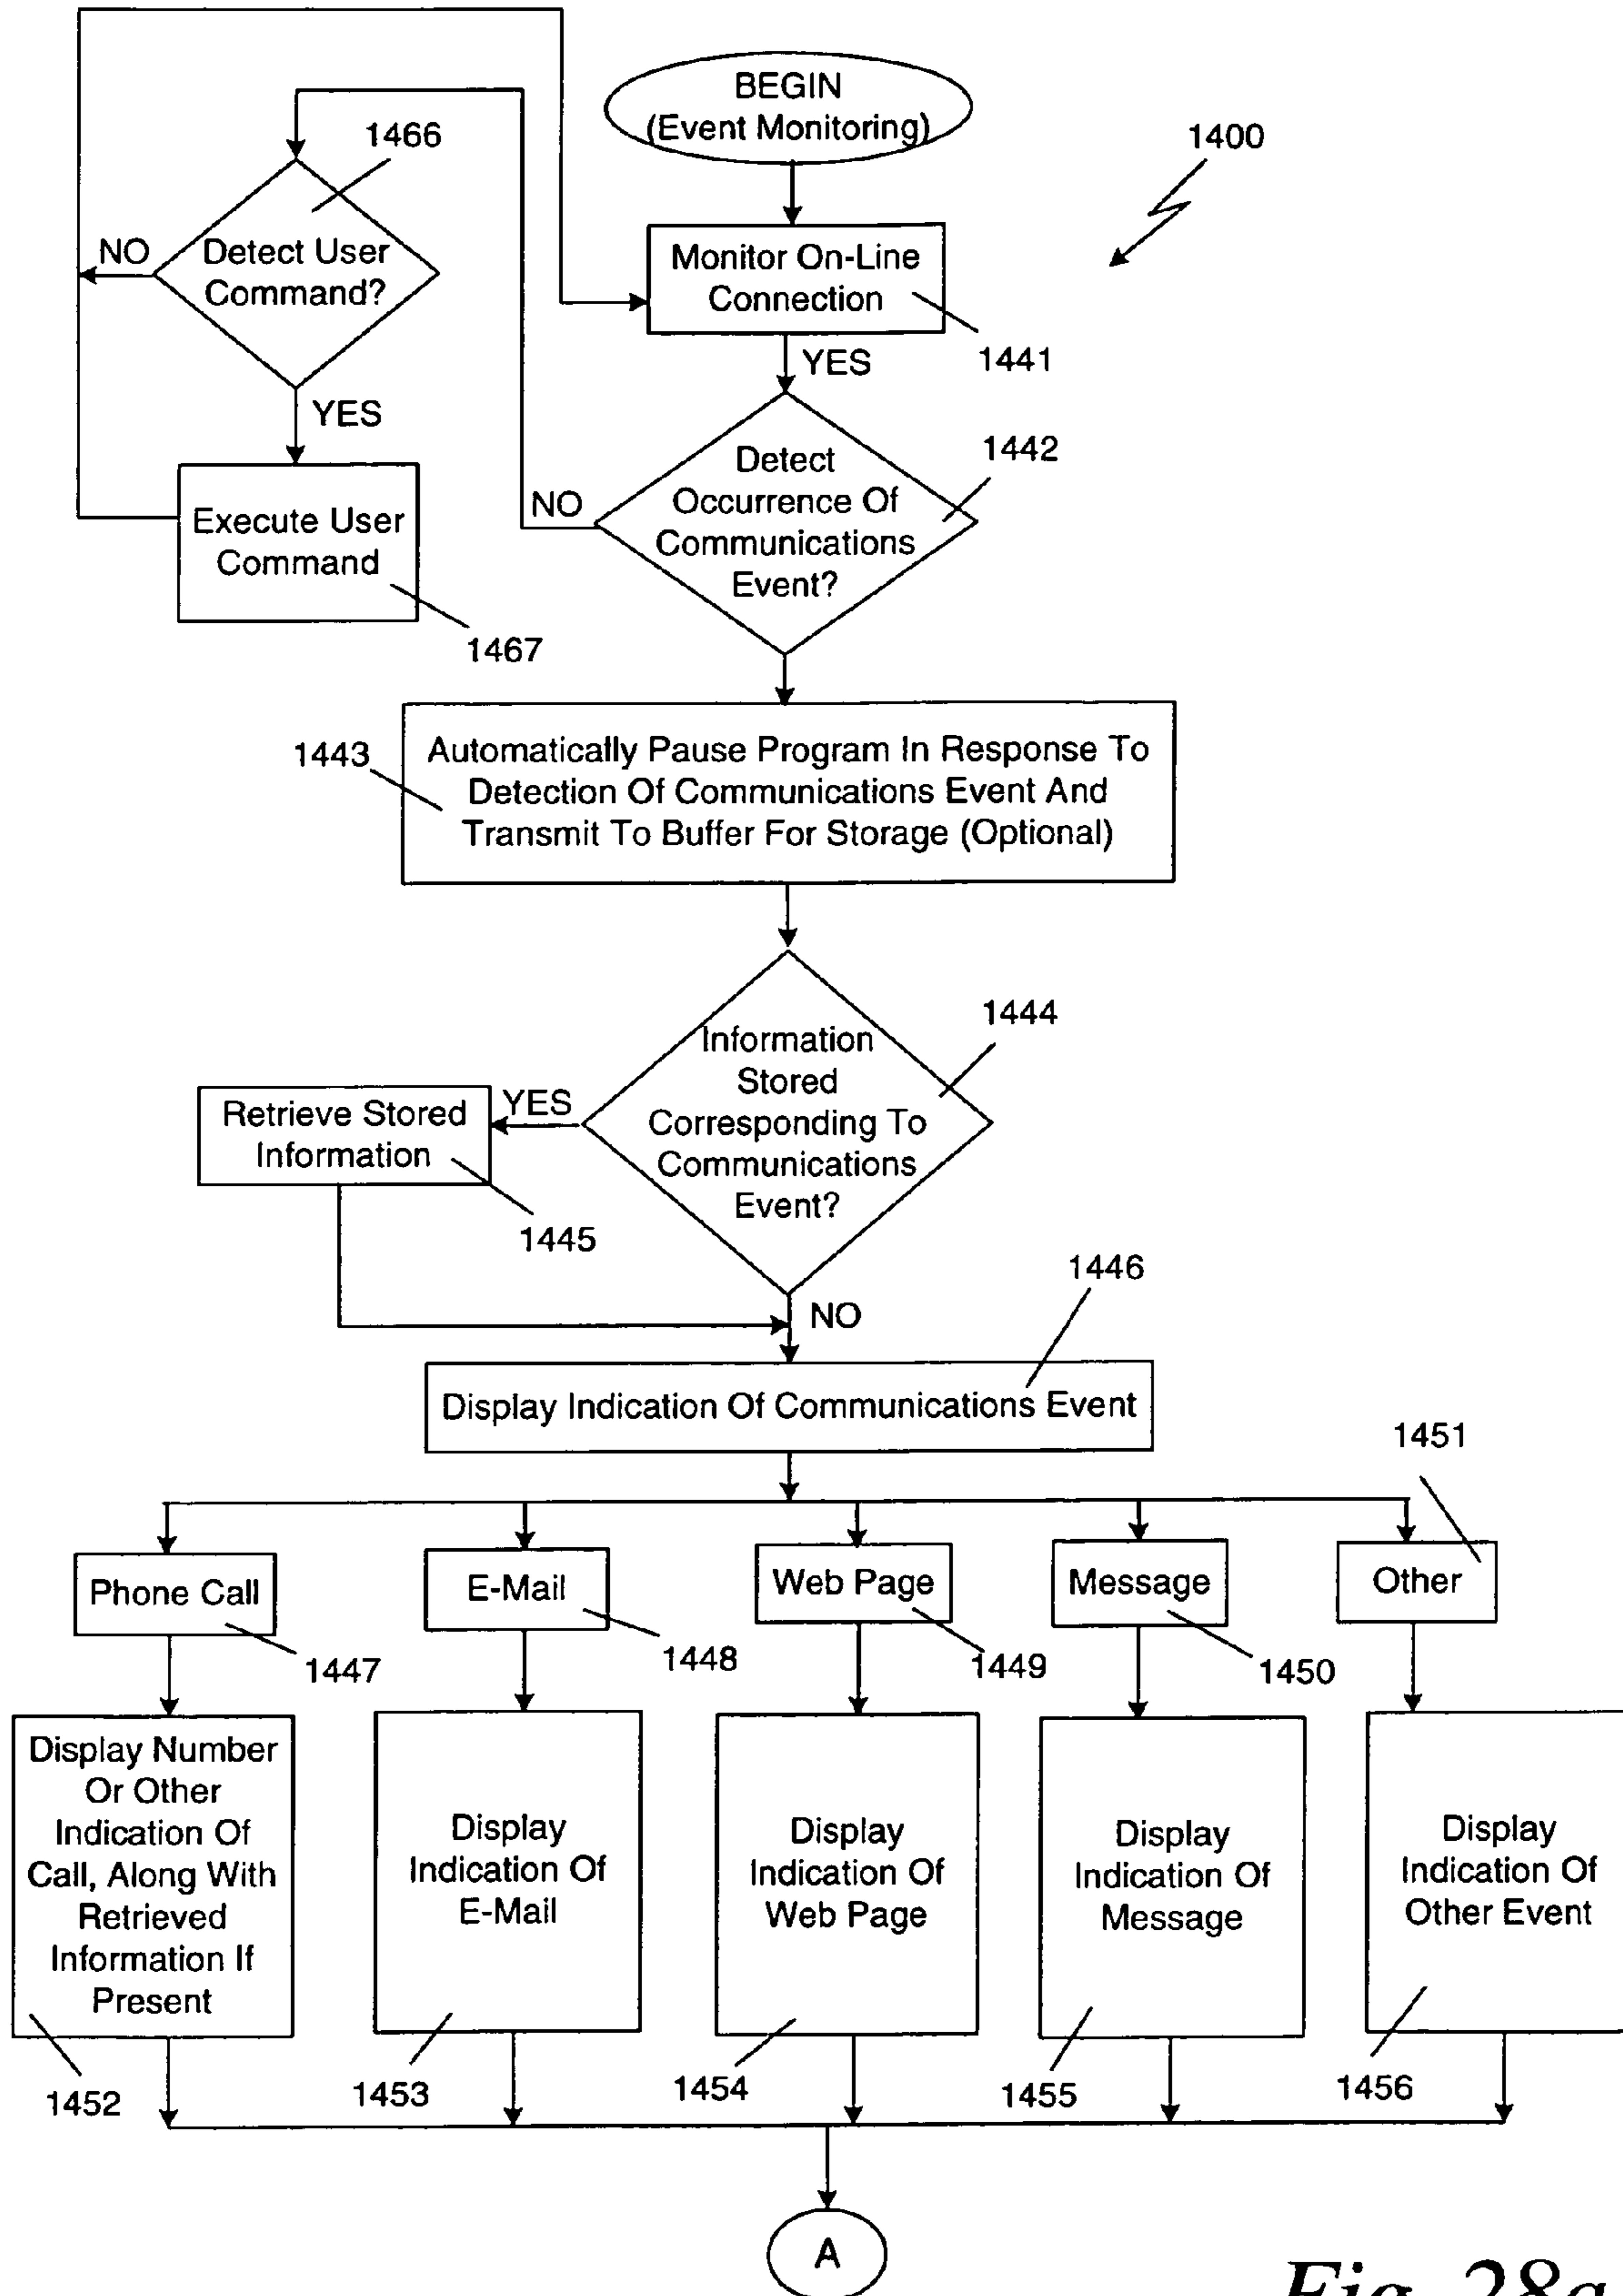 BEGIN
(Event Monitoring)
1400
1466
NO
Detect User
Command?
YES
Execute User
Command
1467
Monitor On-Line
Connection
1441
YES
1442
Detect
Occurrence Of
Communications
Event?
NO
1443
Automatically Pause Program In Response To
Detection Of Communications Event And
Transmit To Buffer For Storage (Optional)
1444
Information
Stored
Corresponding To
Communications
Event?
YES
Retrieve Stored
Information
1445
NO
1446
Display Indication Of Communications Event
1451
Phone Call
E-Mail
Web Page
Message
Other
1447
1448
1449
1450
Display Number
Or Other
Indication Of
Call, Along With
Retrieved
Information If
Present
Display
Indication Of
E-Mail
Display
Indication Of
Web Page
Display
Indication Of
Message
Display
Indication Of
Other Event
1452
1453
1454
1455
1456
A
Fig. 28a